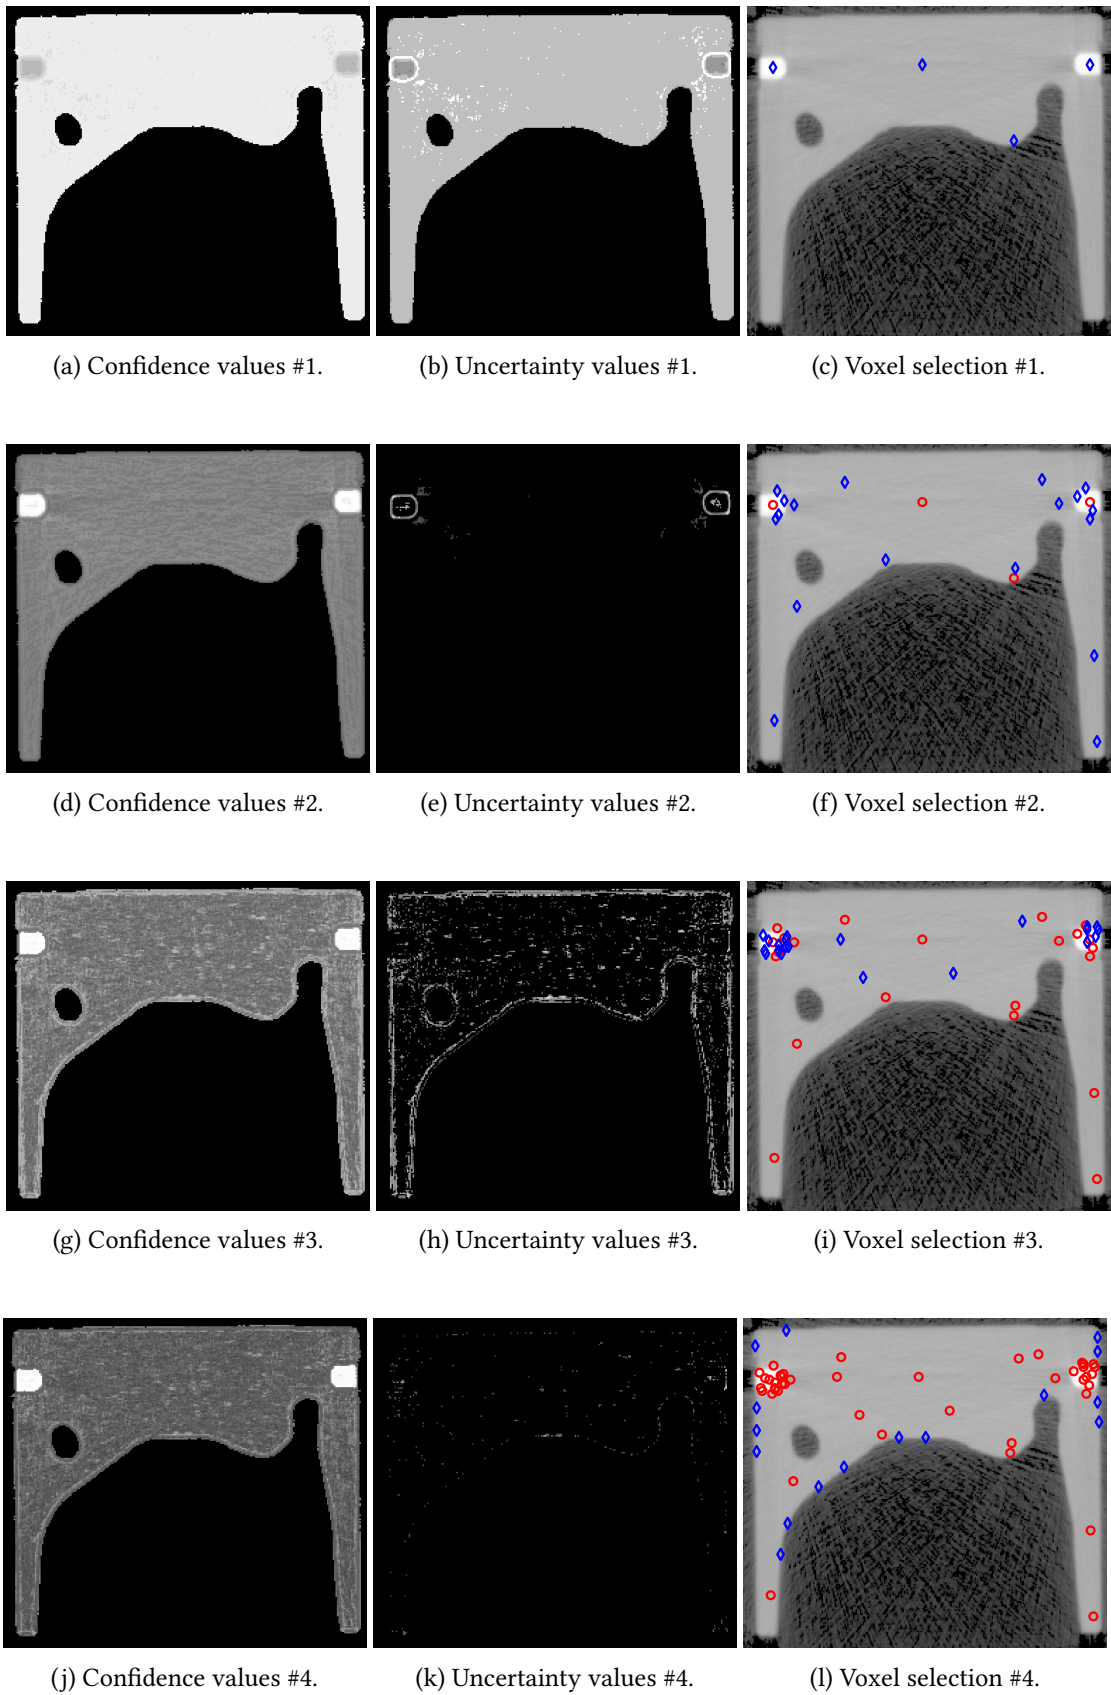 (a) Confidence values #1.
(b) Uncertainty values #1.
(c) Voxel selection #1.
(d) Confidence values #2.
(e) Uncertainty values #2.
(f) Voxel selection #2.
(g) Confidence values #3.
(h) Uncertainty values #3.
(i) Voxel selection #3.
(j) Confidence values #4.
(k) Uncertainty values #4.
(l) Voxel selection #4.